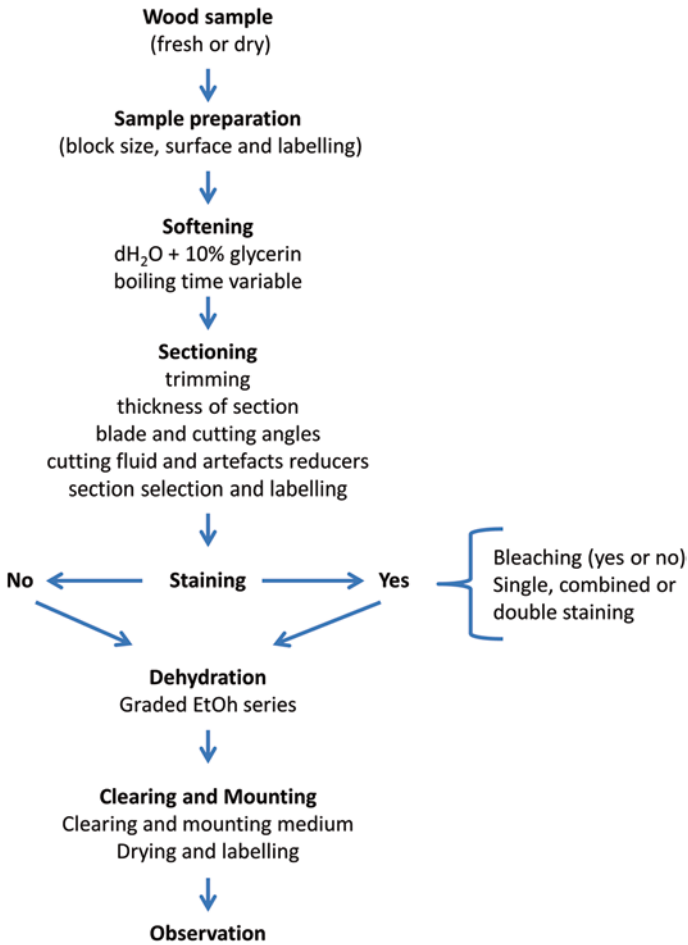 Wood sample
(fresh or dry)
Sample preparation
(block size, surface and labelling)
Softening
dH₂O + 10% glycerin
boiling time variable
Sectioning
trimming
thickness of section
blade and cutting angles
cutting fluid and artefacts reducers
section selection and labelling
No
Staining
Yes
Bleaching (yes or no)
Single, combined or
double staining
Dehydration
Graded EtOh series
Clearing and Mounting
Clearing and mounting medium
Drying and labelling
Observation